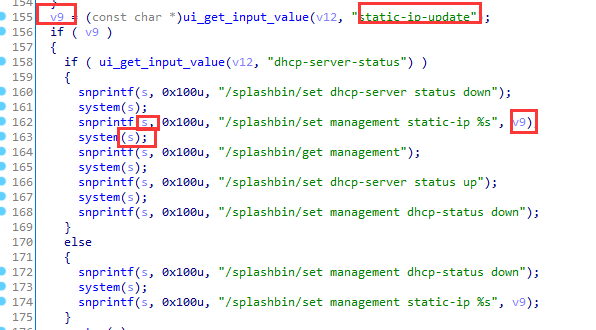 154 }
155 v9 = (const char *)ui_get_input_value(v12, "static-ip-update");
156 if ( v9 )
157 {
158 if ( ui_get_input_value(v12, "dhcp-server-status") )
159 {
160 snprintf(s, 0x100u, "/splashbin/set dhcp-server status down");
161 system(s);
162 snprintf(s, 0x100u, "/splashbin/set management static-ip %s", v9);
163 system(s);
164 snprintf(s, 0x100u, "/splashbin/get management");
165 system(s);
166 snprintf(s, 0x100u, "/splashbin/set dhcp-server status up");
167 system(s);
168 snprintf(s, 0x100u, "/splashbin/set management dhcp-status down");
169 }
170 else
171 {
172 snprintf(s, 0x100u, "/splashbin/set management dhcp-status down");
173 system(s);
174 snprintf(s, 0x100u, "/splashbin/set management static-ip %s", v9);
175 }